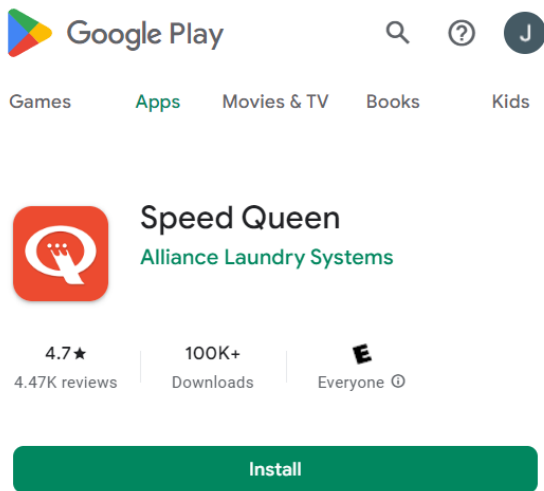 Google Play
J
Games Apps Movies & TV Books Kids
Speed Queen
Alliance Laundry Systems
4.7★ 100K+ E
4.47K reviews Downloads Everyone
Install